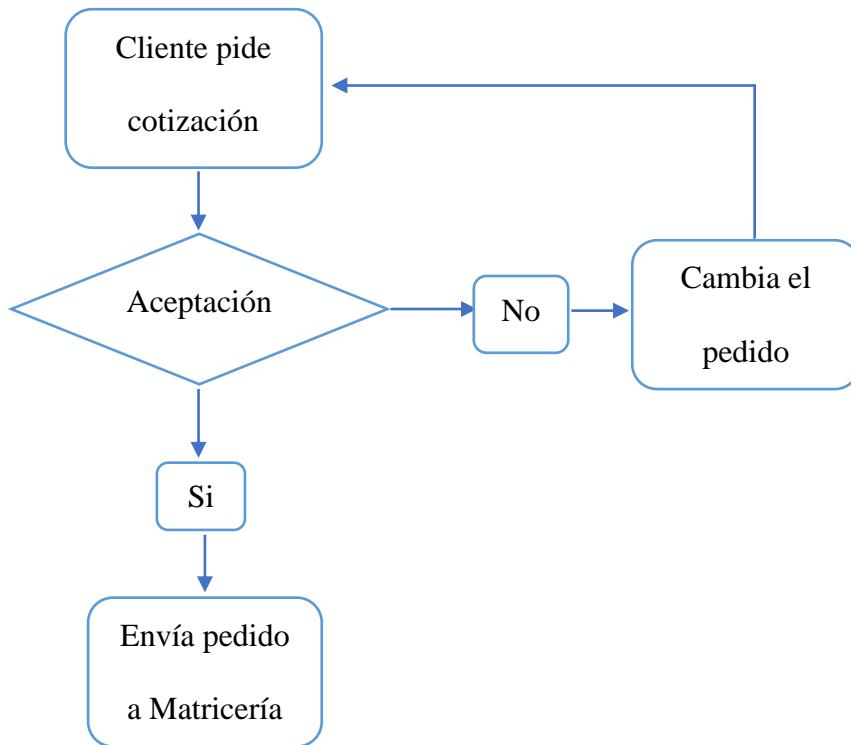 Cliente pide
cotización
Aceptación
No
Cambia el
pedido
Si
Envía pedido
a Matricería